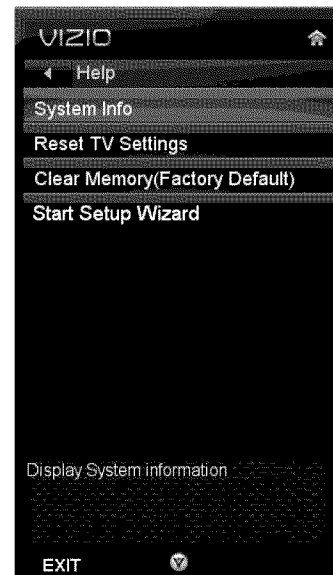 VIZIO
Help
System Info
Reset TV Settings
Clear Memory(Factory Default)
Start Setup Wizard
Display System information
EXIT